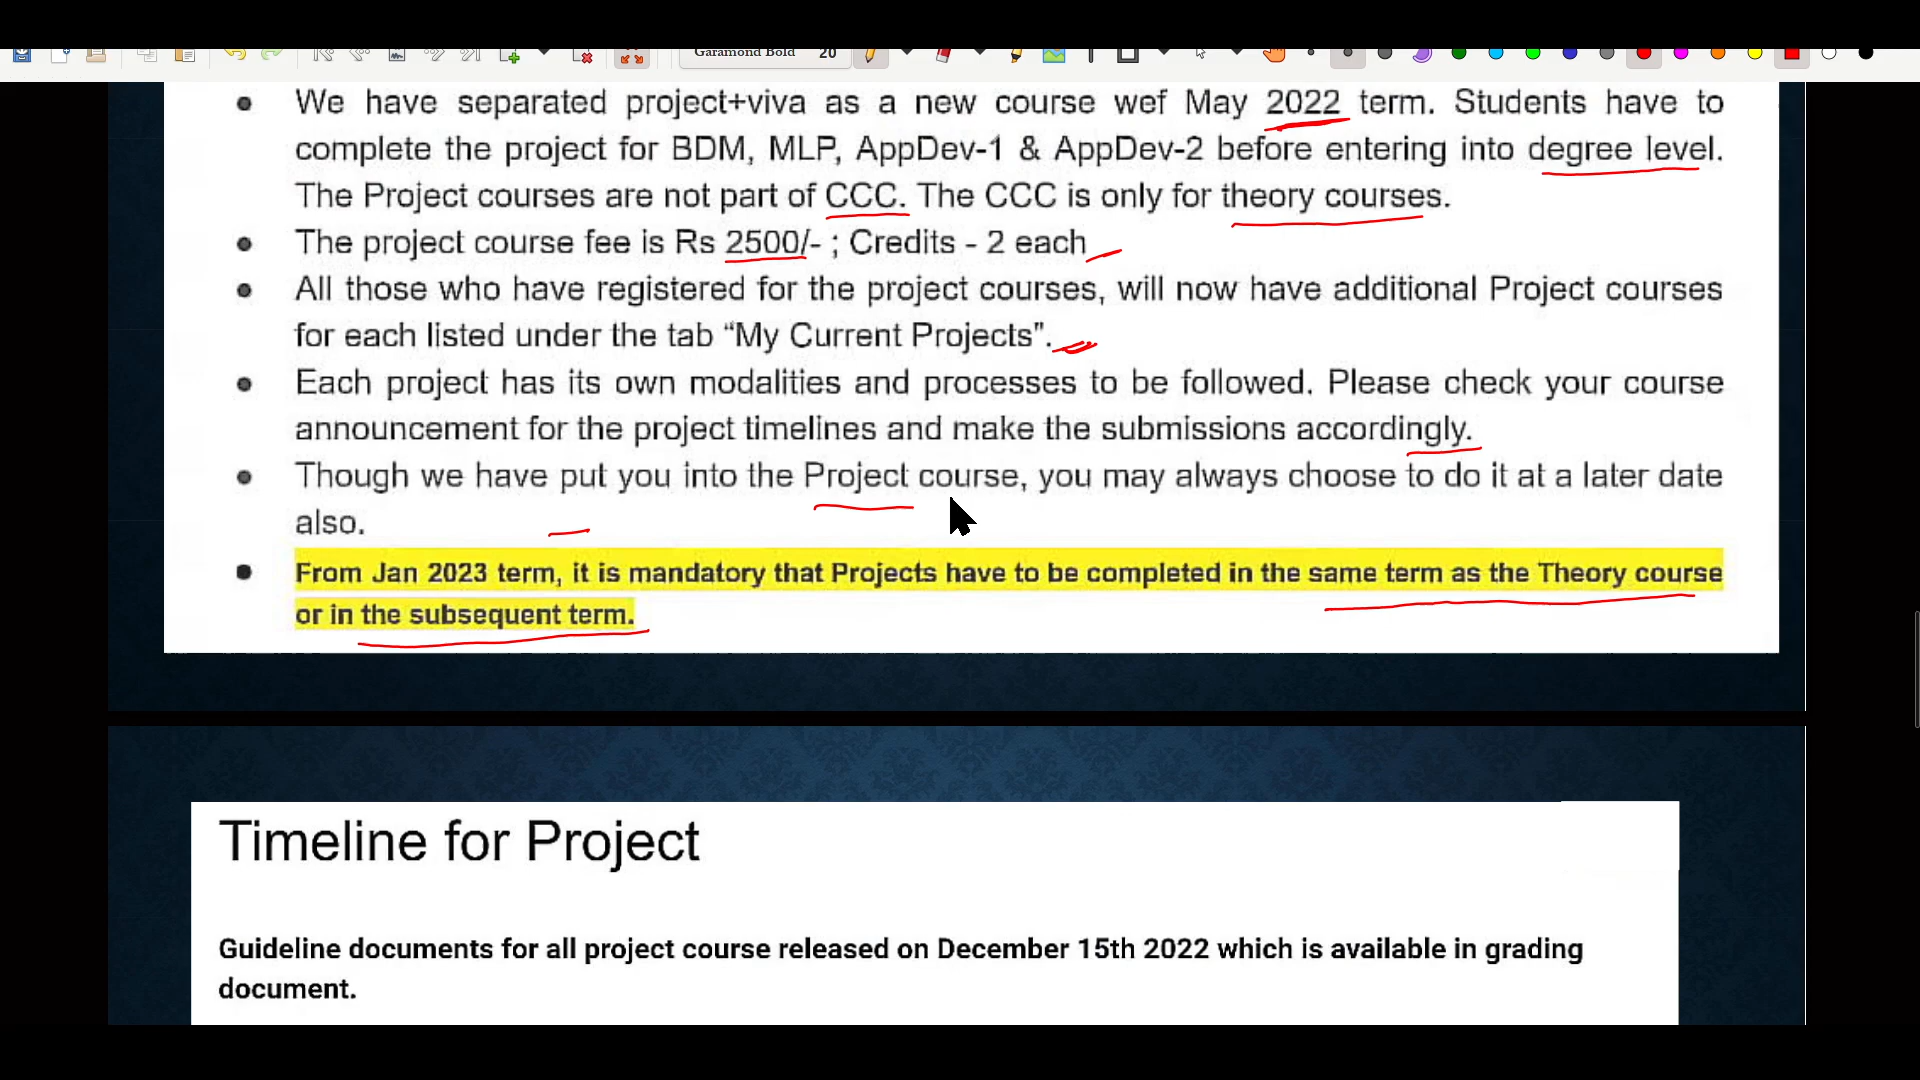 Garamond Bold 20
We have separated project+viva as a new course wef May 2022 term. Students have to
complete the project for BDM, MLP, AppDev-1 & AppDev-2 before entering into degree level.
The Project courses are not part of CCC. The CCC is only for theory courses.
The project course fee is Rs 2500/- ; Credits - 2 each
All those who have registered for the project courses, will now have additional Project courses
for each listed under the tab “My Current Projects”.
Each project has its own modalities and processes to be followed. Please check your course
announcement for the project timelines and make the submissions accordingly.
Though we have put you into the Project course, you may always choose to do it at a later date
also.
From Jan 2023 term, it is mandatory that Projects have to be completed in the same term as the Theory course
or in the subsequent term.
Timeline for Project
Guideline documents for all project course released on December 15th 2022 which is available in grading
document.